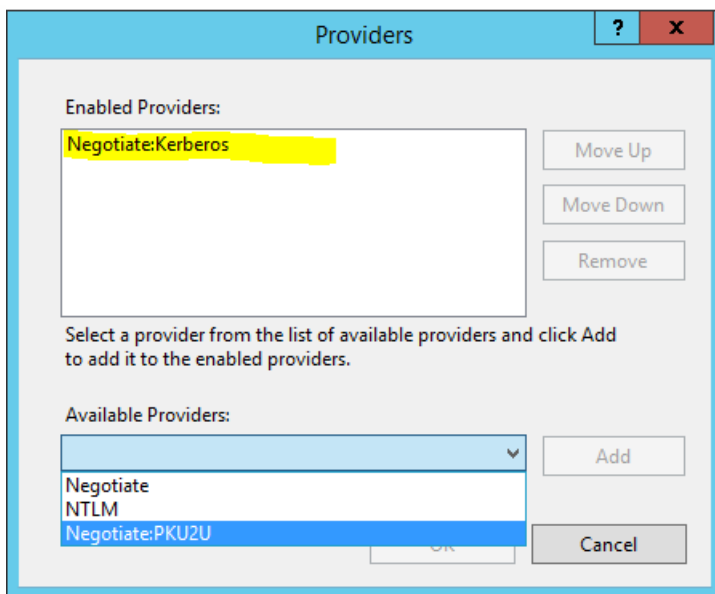 Providers
?
x
Enabled Providers:
Negotiate:Kerberos
Move Up
Move Down
Remove
Select a provider from the list of available providers and click Add
to add it to the enabled providers.
Available Providers:
Add
Negotiate
NTLM
Negotiate:PKU2U
Cancel